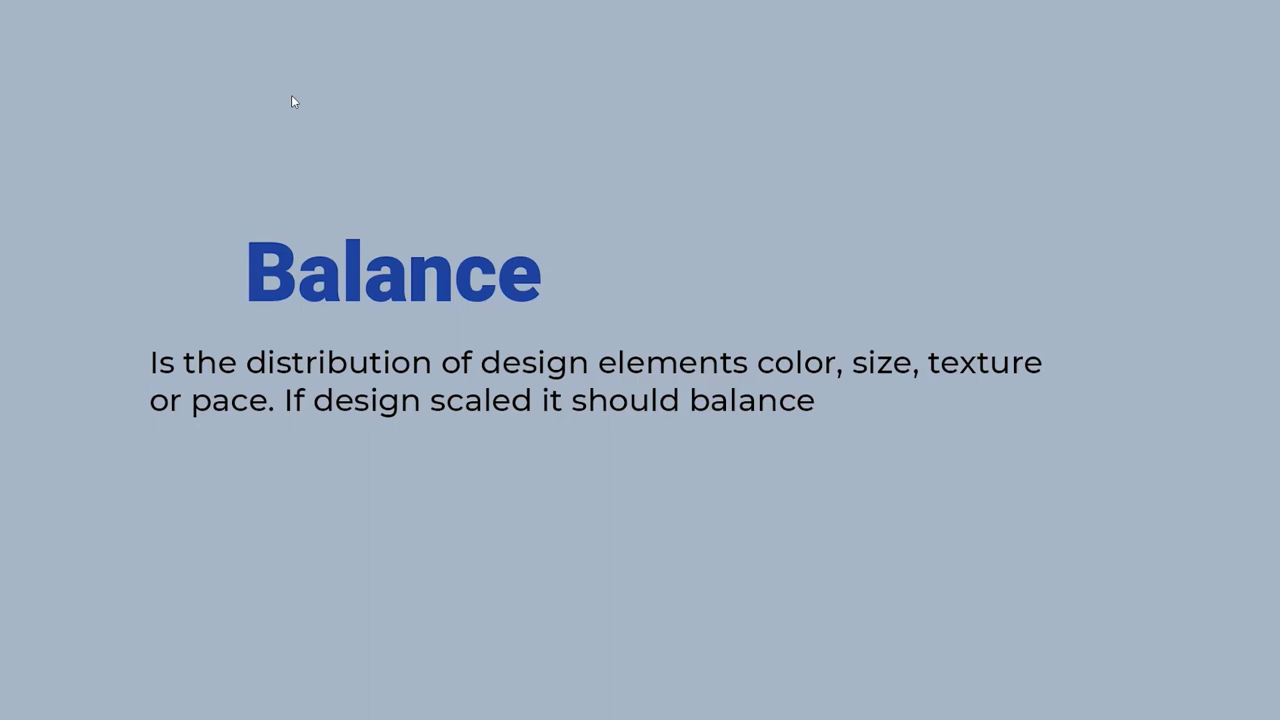 Balance
Is the distribution of design elements color, size, texture
or pace. If design scaled it should balance